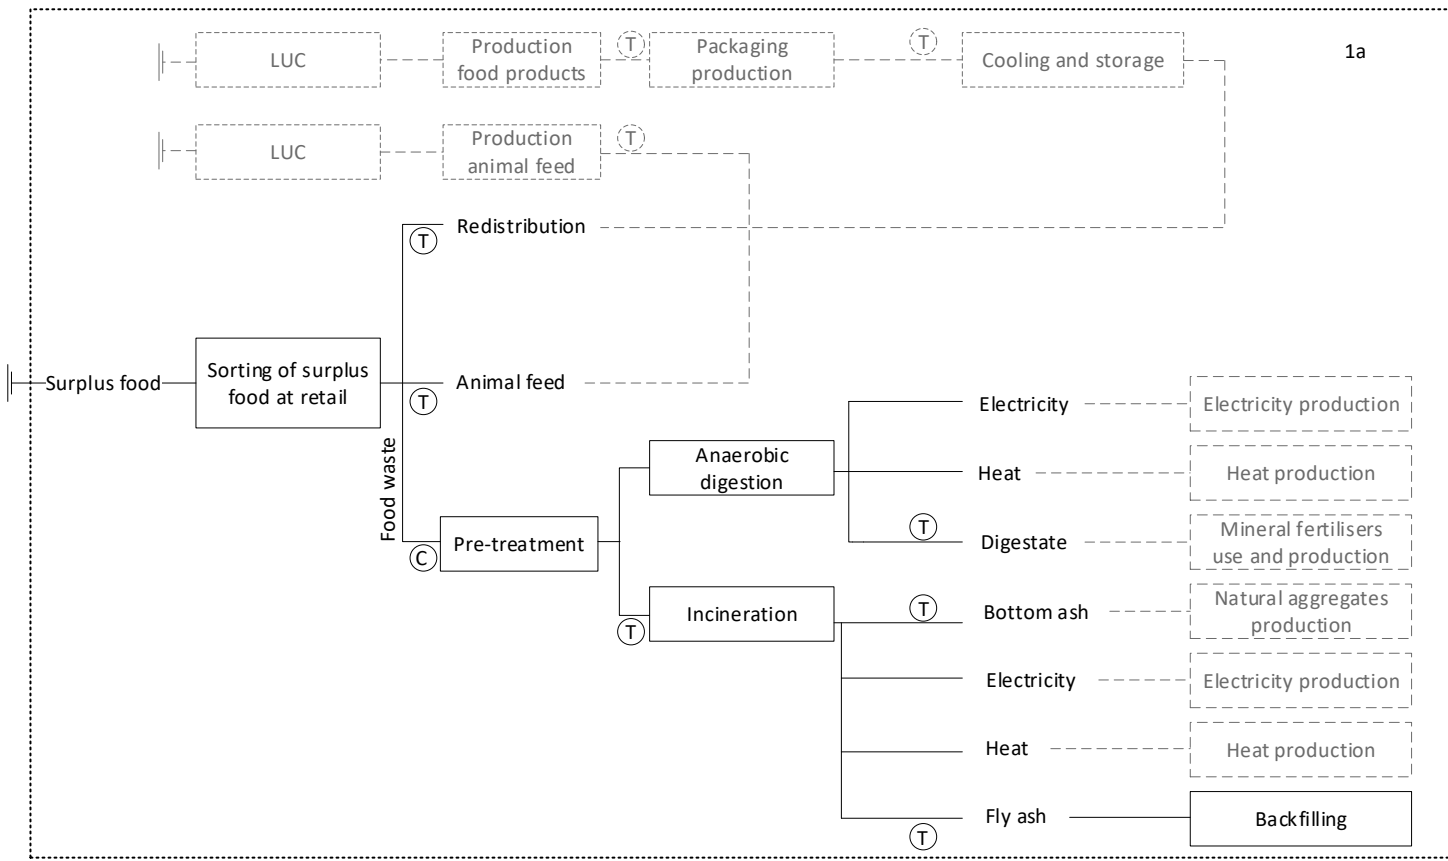 1a
LUC
Production
food products
T
Packaging
production
T
Cooling and storage
LUC
Production
animal feed
T
Redistribution
T
Surplus food
Sorting of surplus
food at retail
Animal feed
T
Food waste
C
Pre-treatment
Anaerobic
digestion
Electricity
Electricity production
Heat
Heat production
T
Digestate
Mineral fertilisers
use and production
T
Incineration
T
Bottom ash
Natural aggregates
production
Electricity
Electricity production
Heat
Heat production
T
Fly ash
Backfilling